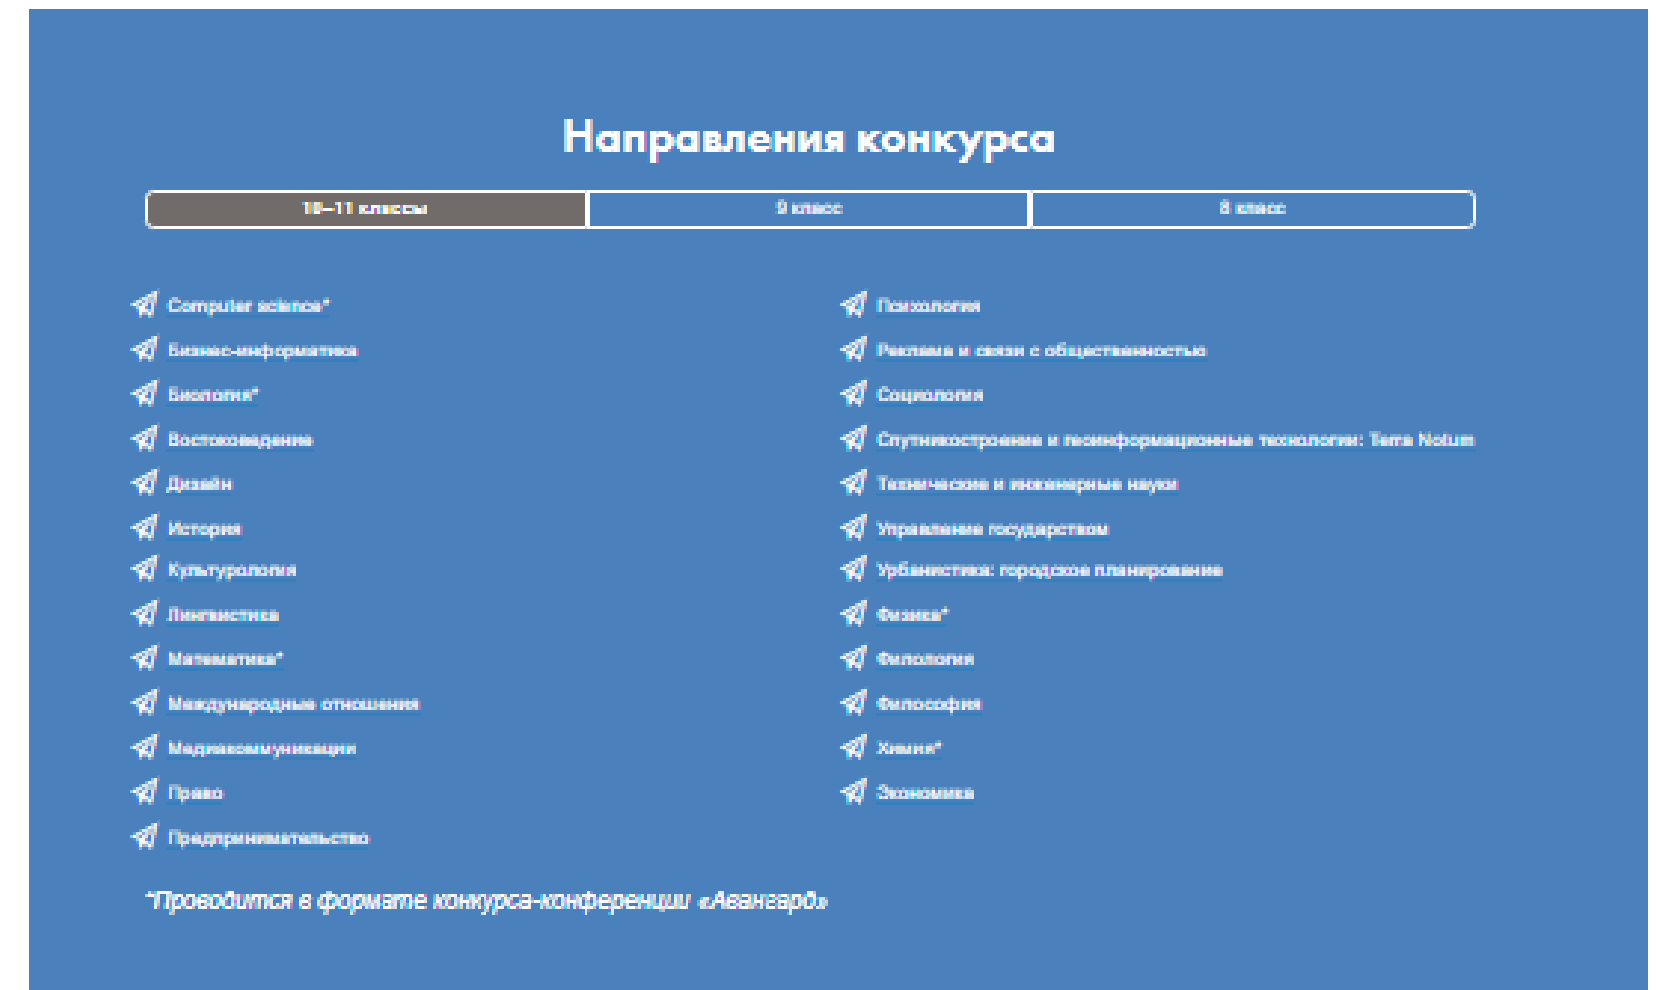 Направления конкурса
10–11 классы
9 класс
8 класс
Computer science*
Бизнес-информатика
Биология*
Востоковедение
Дизайн
История
Культурология
Лингвистика
Математика*
Международные отношения
Медиакоммуникации
Право
Предпринимательство
Психология
Реклама и связи с общественностью
Социология
Спутникостроение и геоинформационные технологии: Terra Notum
Технические и инженерные науки
Управление государством
Урбанистика: городское планирование
Физика*
Филология
Философия
Химия*
Экономика
*Проводится в формате конкурса-конференции «Авангард»